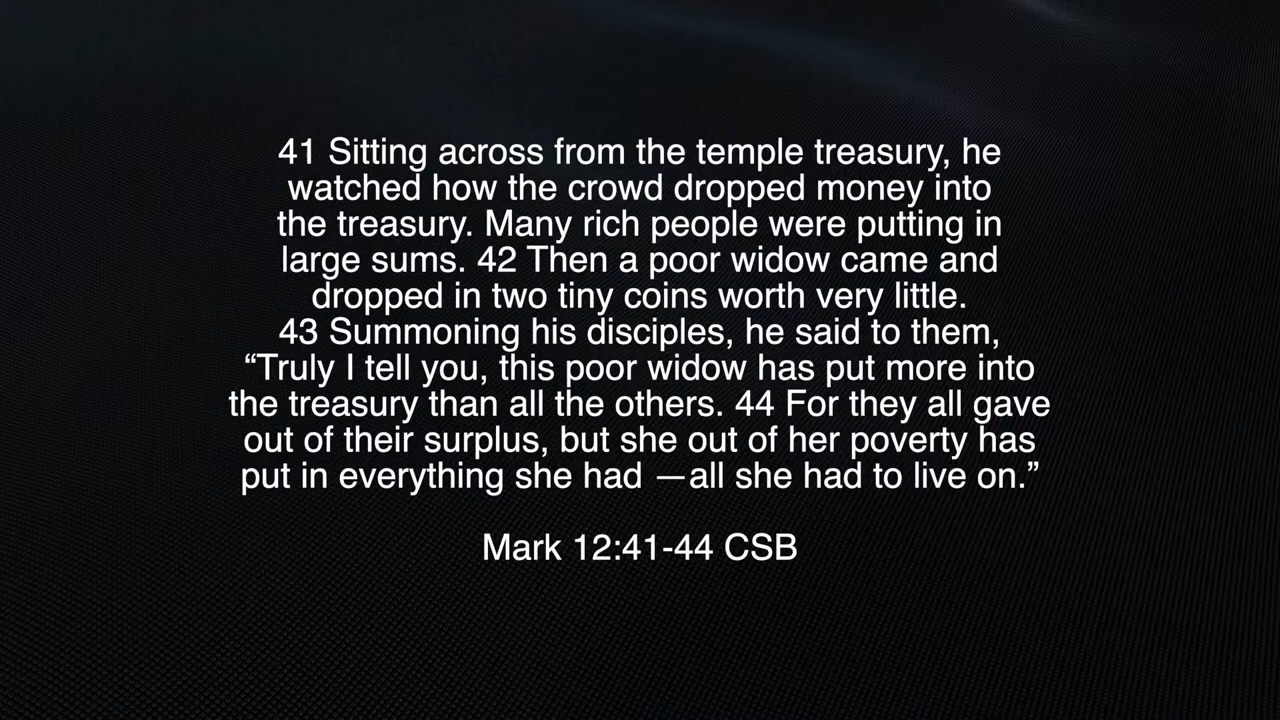 41 Sitting across from the temple treasury, he
watched how the crowd dropped money into
the treasury. Many rich people were putting in
large sums. 42 Then a poor widow came and
dropped in two tiny coins worth very little.
43 Summoning his disciples, he said to them,
“Truly I tell you, this poor widow has put more into
the treasury than all the others. 44 For they all gave
out of their surplus, but she out of her poverty has
put in everything she had —all she had to live on.”
Mark 12:41-44 CSB